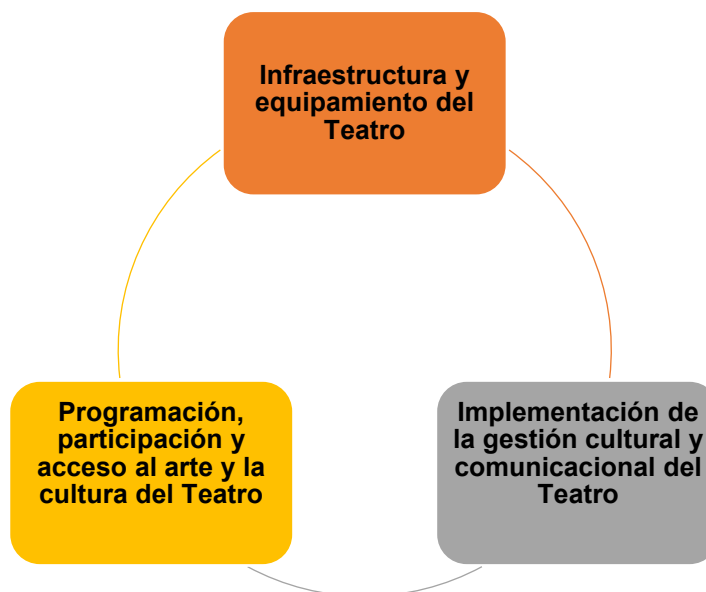 Infraestructura y
equipamiento del
Teatro
Programación,
participación y
acceso al arte y la
cultura del Teatro
Implementación de
la gestión cultural y
comunicacional del
Teatro